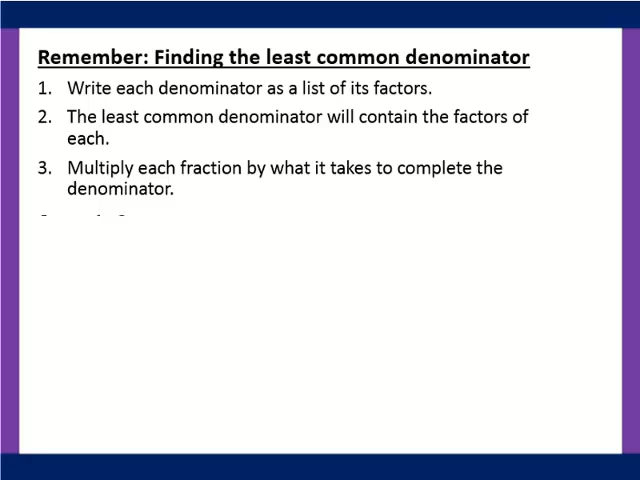 Remember: Finding the least common denominator
1. Write each denominator as a list of its factors.
2. The least common denominator will contain the factors of
each.
3. Multiply each fraction by what it takes to complete the
denominator.